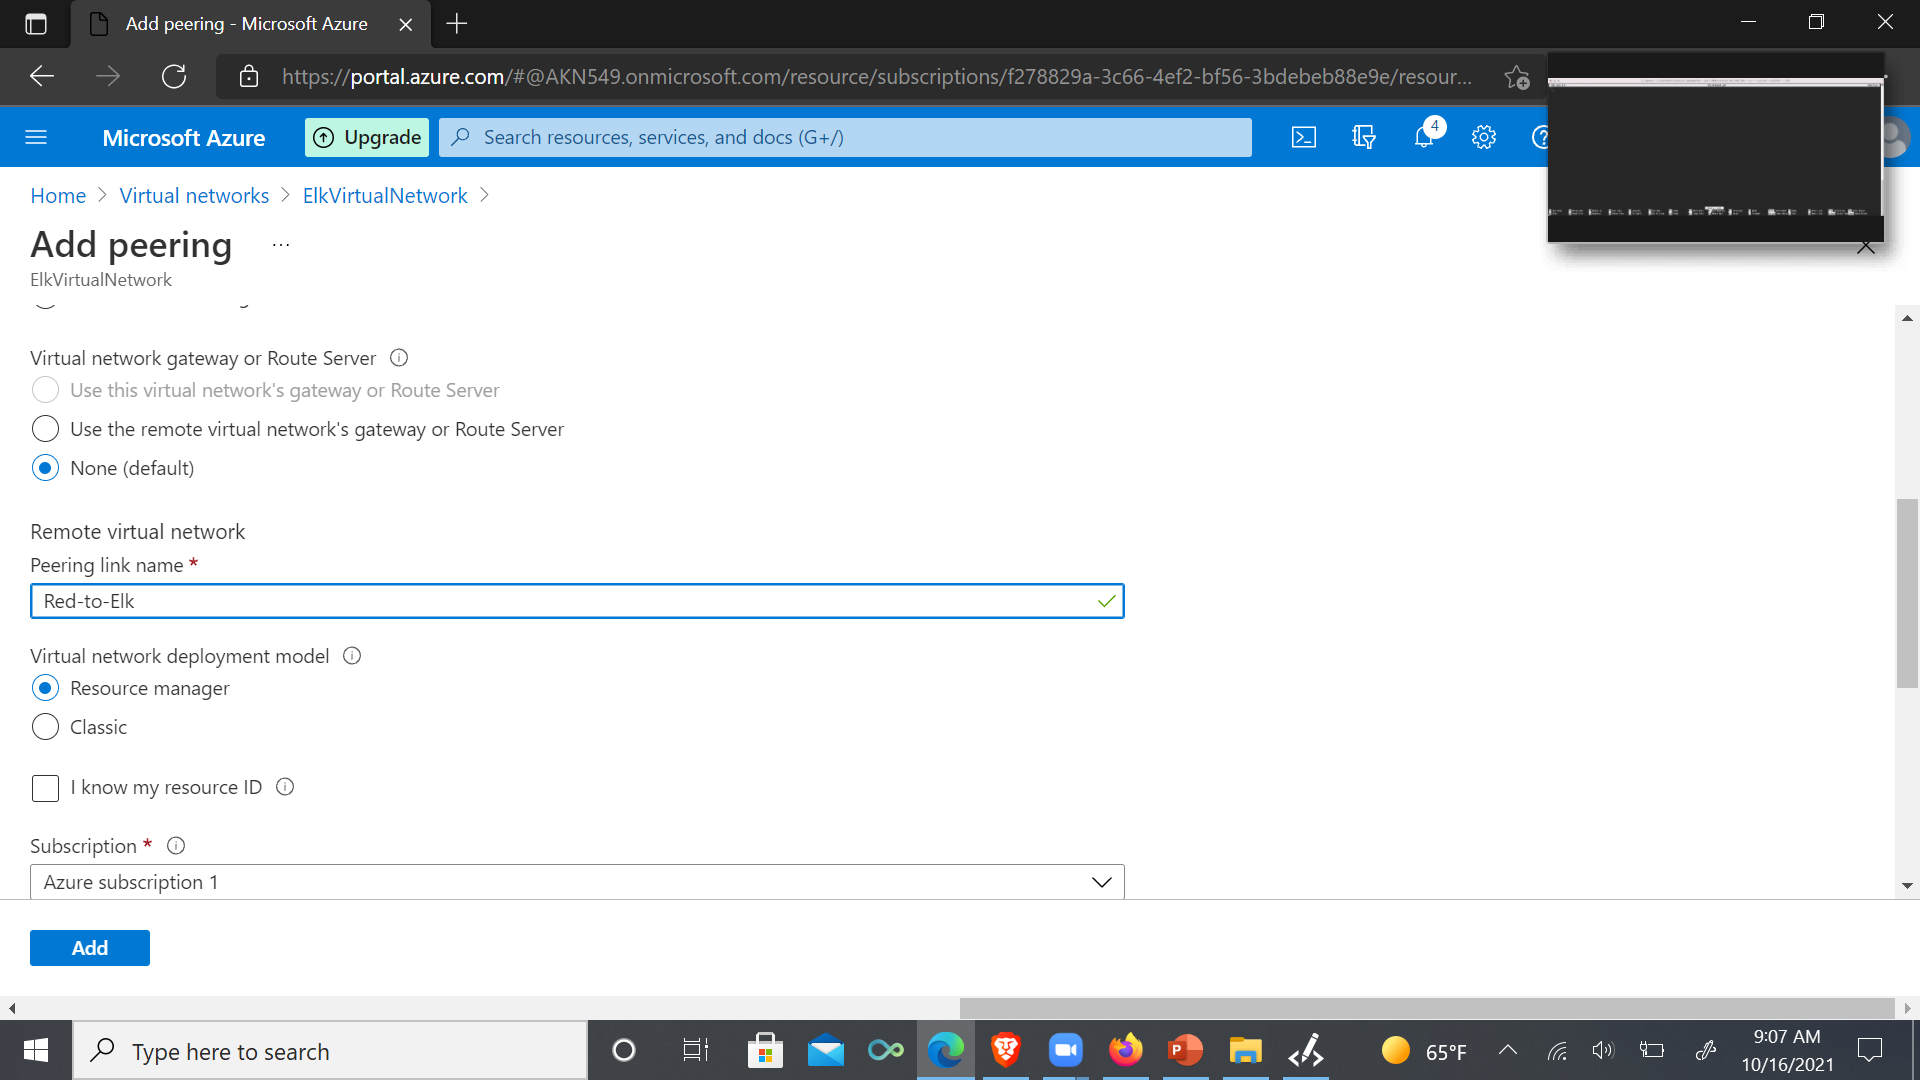 Add peering - Microsoft Azure
https://portal.azure.com/#@AKN549.onmicrosoft.com/resource/subscriptions/f278829a-3c66-4ef2-bf56-3bdebeb88e9e/resour...
Microsoft Azure
Upgrade
Search resources, services, and docs (G+/)
4
Home > Virtual networks > ElkVirtualNetwork >
Add peering ...
ElkVirtualNetwork
Virtual network gateway or Route Server
Use this virtual network's gateway or Route Server
Use the remote virtual network's gateway or Route Server
None (default)
Remote virtual network
Peering link name *
Red-to-Elk
Virtual network deployment model
Resource manager
Classic
I know my resource ID
Subscription *
Azure subscription 1
Add
Type here to search
65°F
9:07 AM
10/16/2021